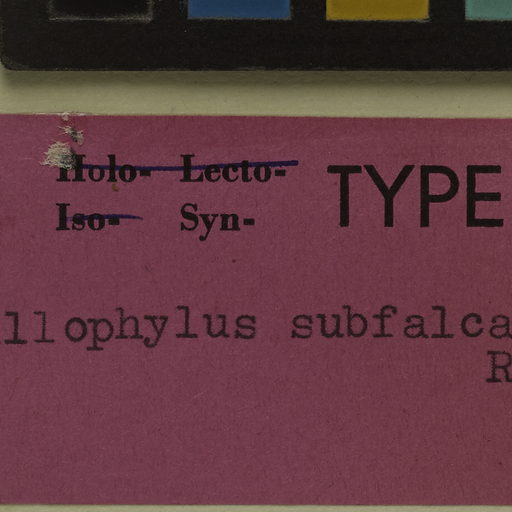 Holo- Lecto- TYPE
Iso- Syn-
llophylus subfalca
R